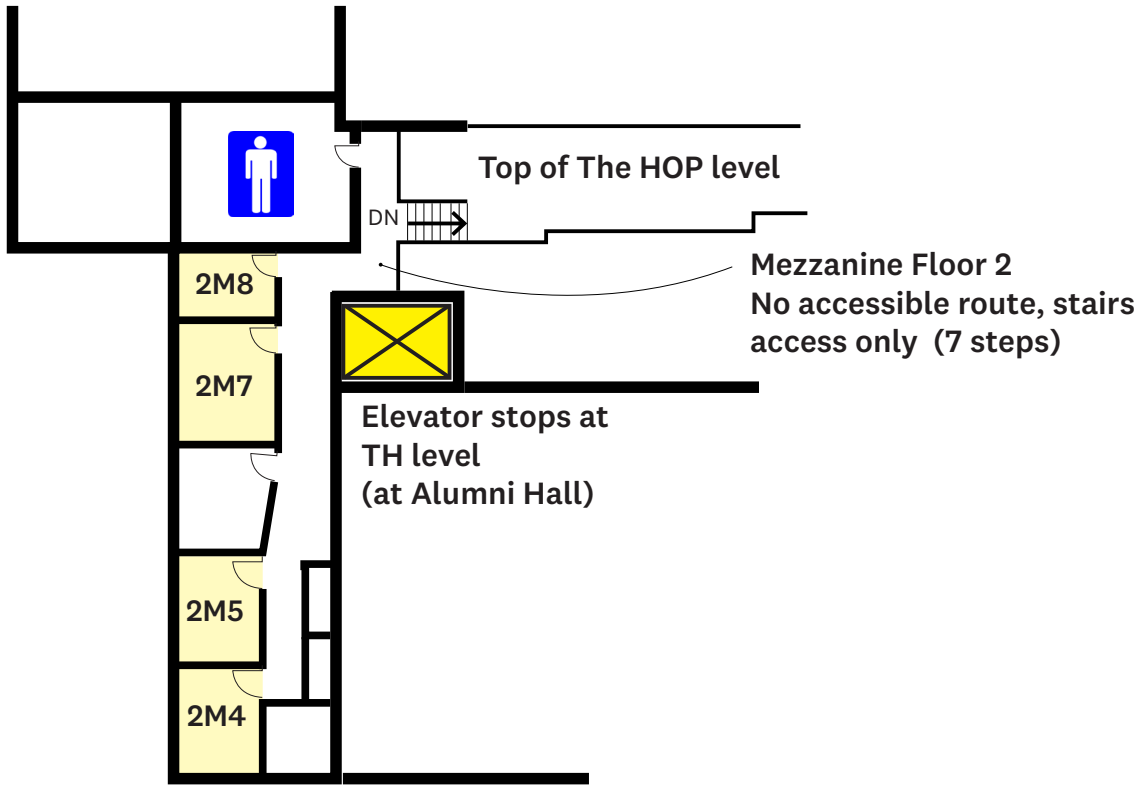 Top of The HOP level
DN
2M8
Mezzanine Floor 2
No accessible route, stairs
access only (7 steps)
2M7
Elevator stops at
TH level
(at Alumni Hall)
2M5
2M4